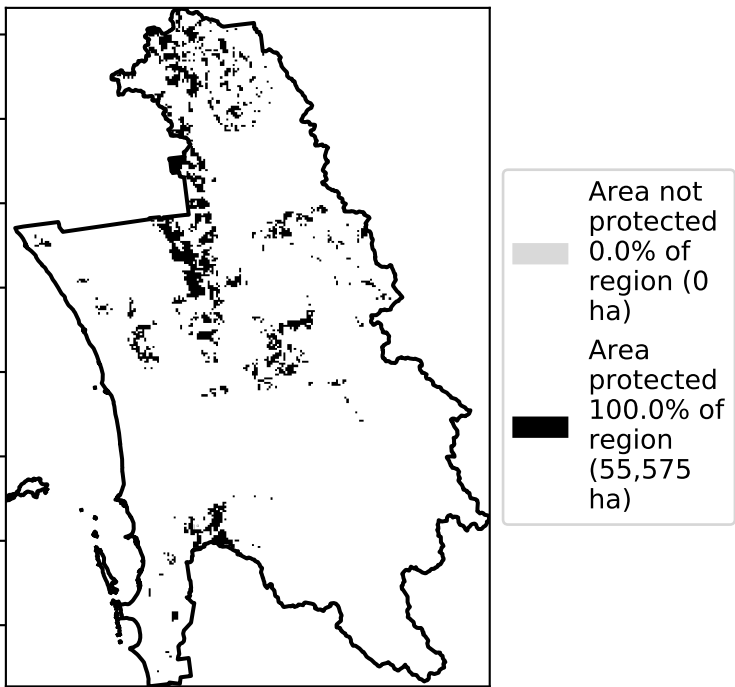 Area not
protected
0.0% of
region (0
ha)
Area
protected
100.0% of
region
(55,575
ha)